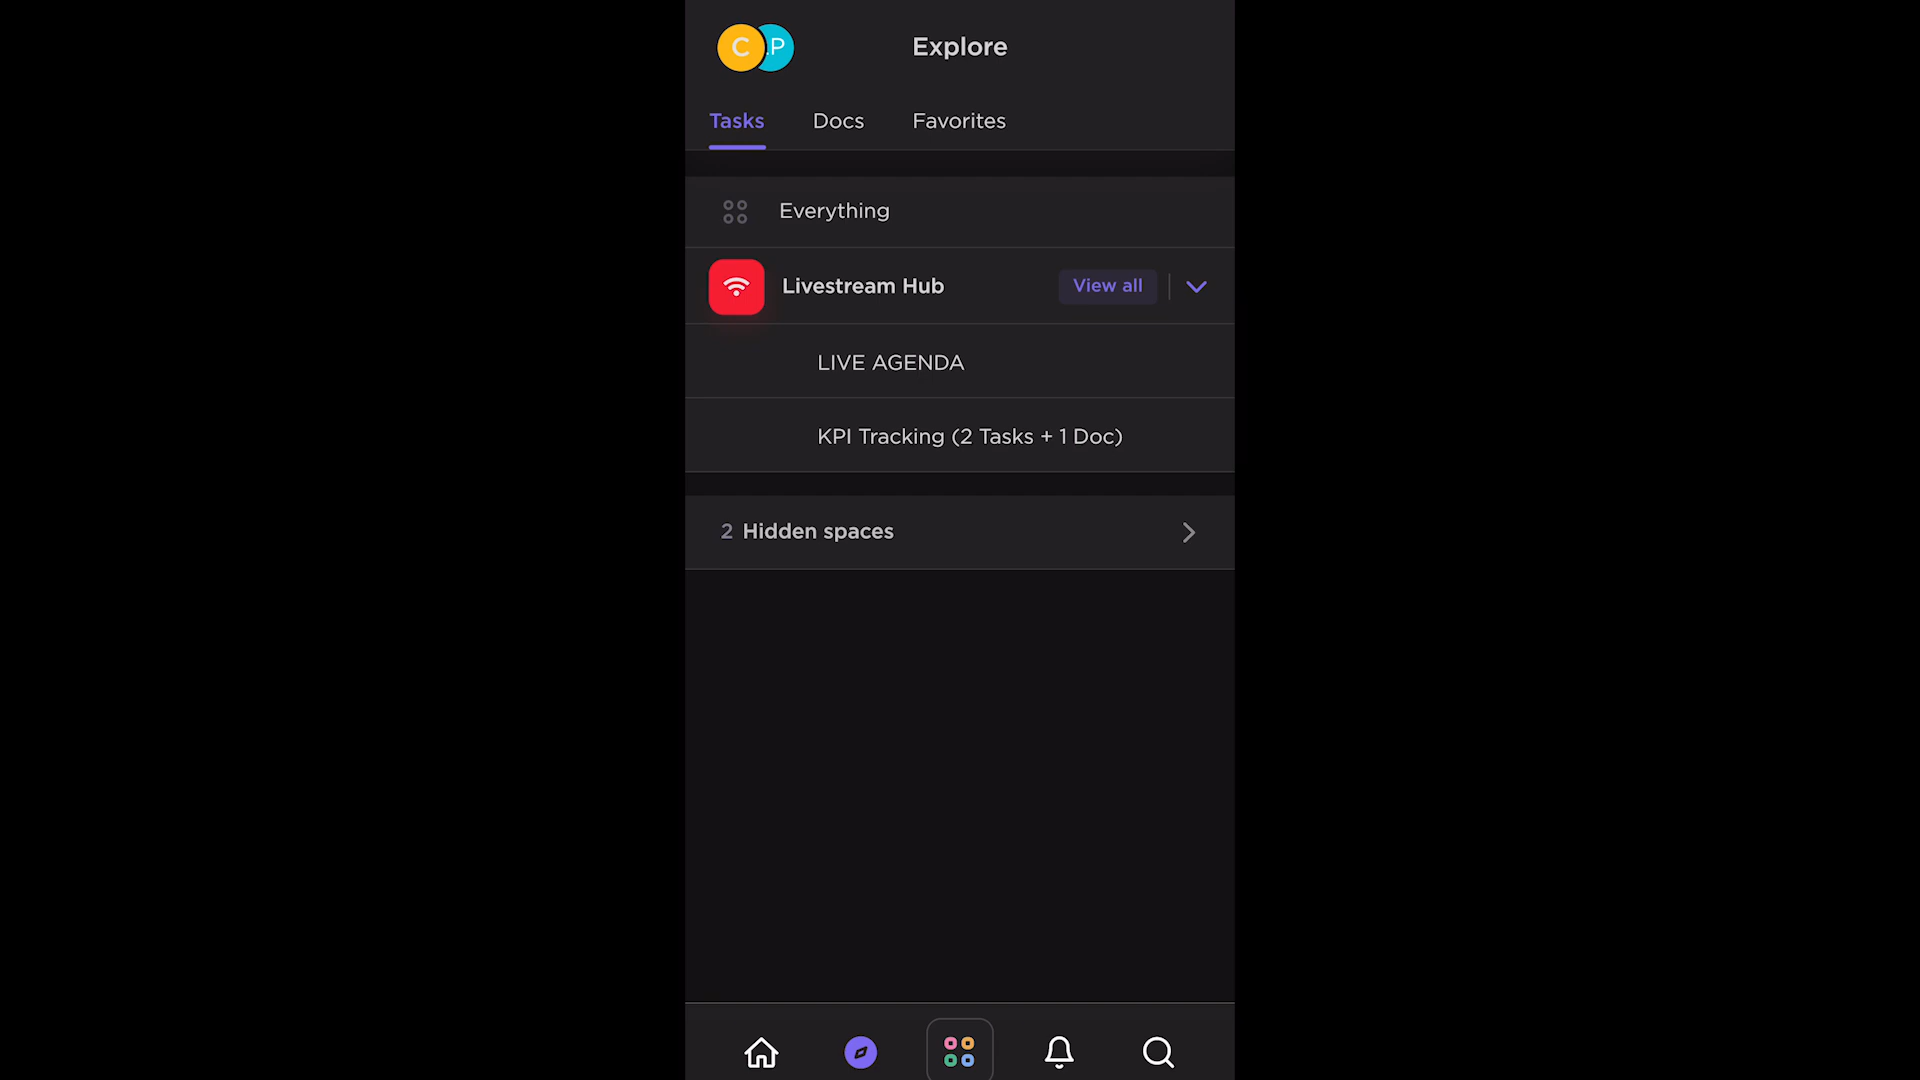 C P
Explore
Tasks Docs Favorites
Everything
Livestream Hub View all
LIVE AGENDA
KPI Tracking (2 Tasks + 1 Doc)
2 Hidden spaces